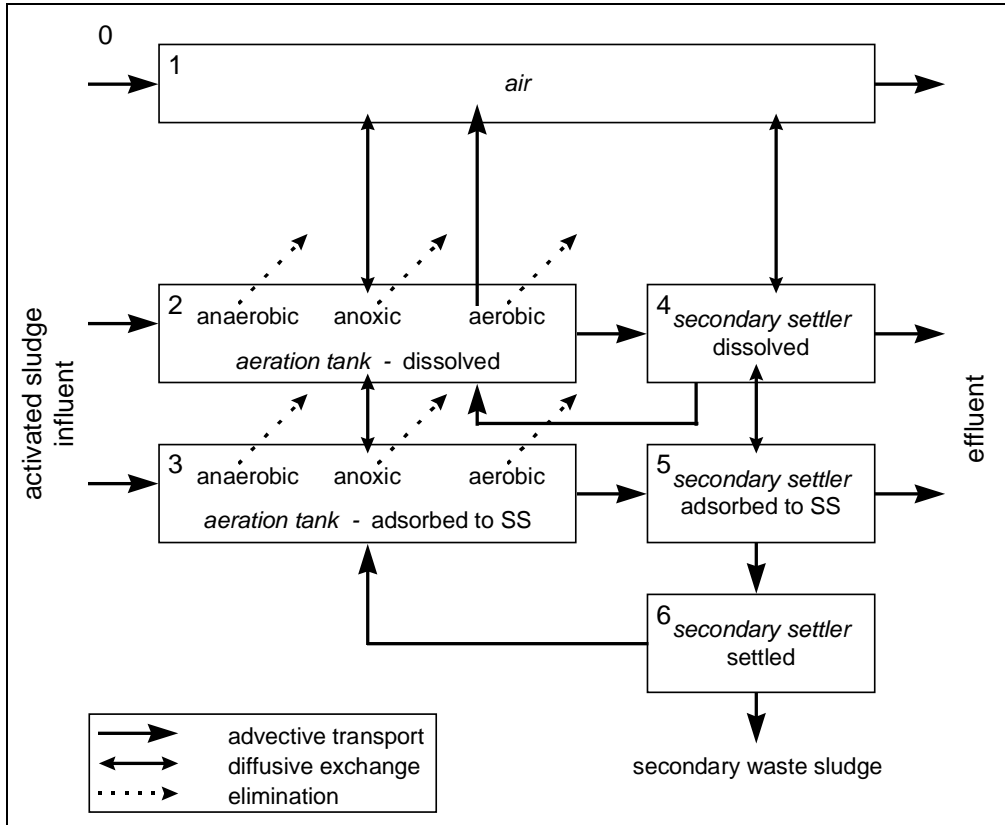 0
1
air
2
anaerobic anoxic aerobic
aeration tank - dissolved
4
secondary settler
dissolved
3
anaerobic anoxic aerobic
aeration tank - adsorbed to SS
5
secondary settler
adsorbed to SS
6
secondary settler
settled
activated sludge
influent
effluent
secondary waste sludge
advective transport
diffusive exchange
elimination